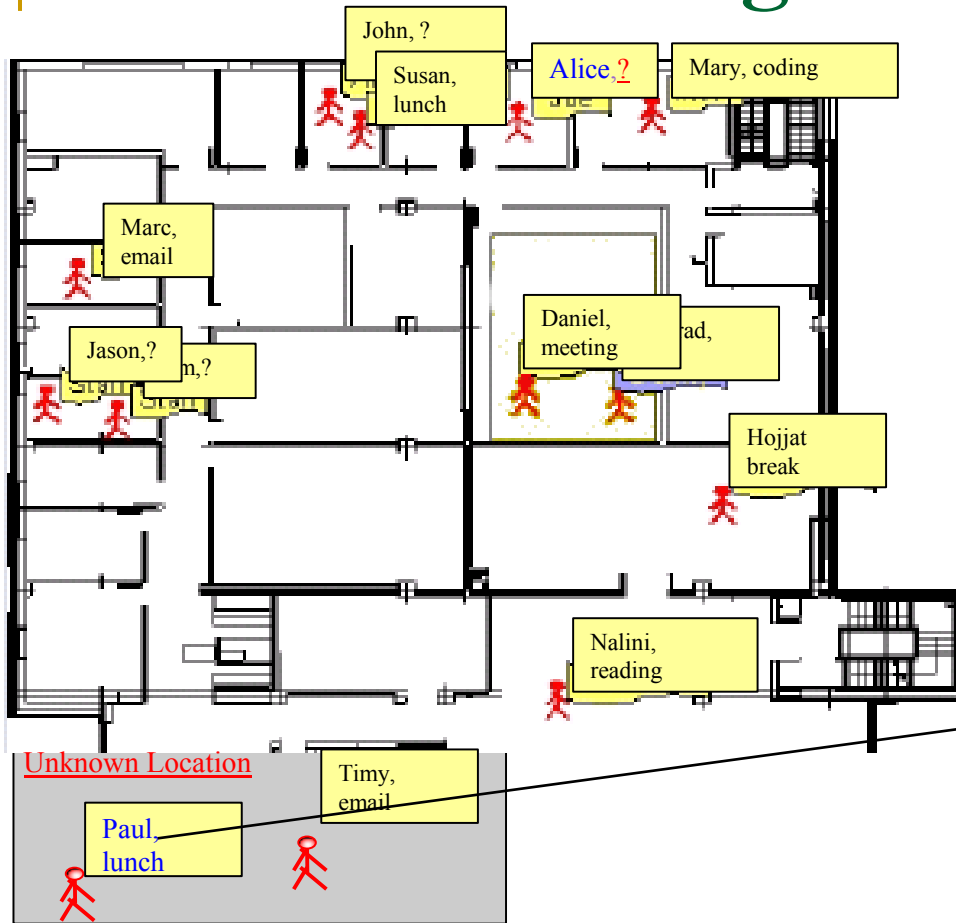 g
John, ?
Susan,
lunch
Alice,?
Mary, coding
Marc,
email
Jason,?
m,?
Daniel,
meeting
rad,
Hojjat
break
Nalini,
reading
Unknown Location
Timy,
email
Paul,
lunch